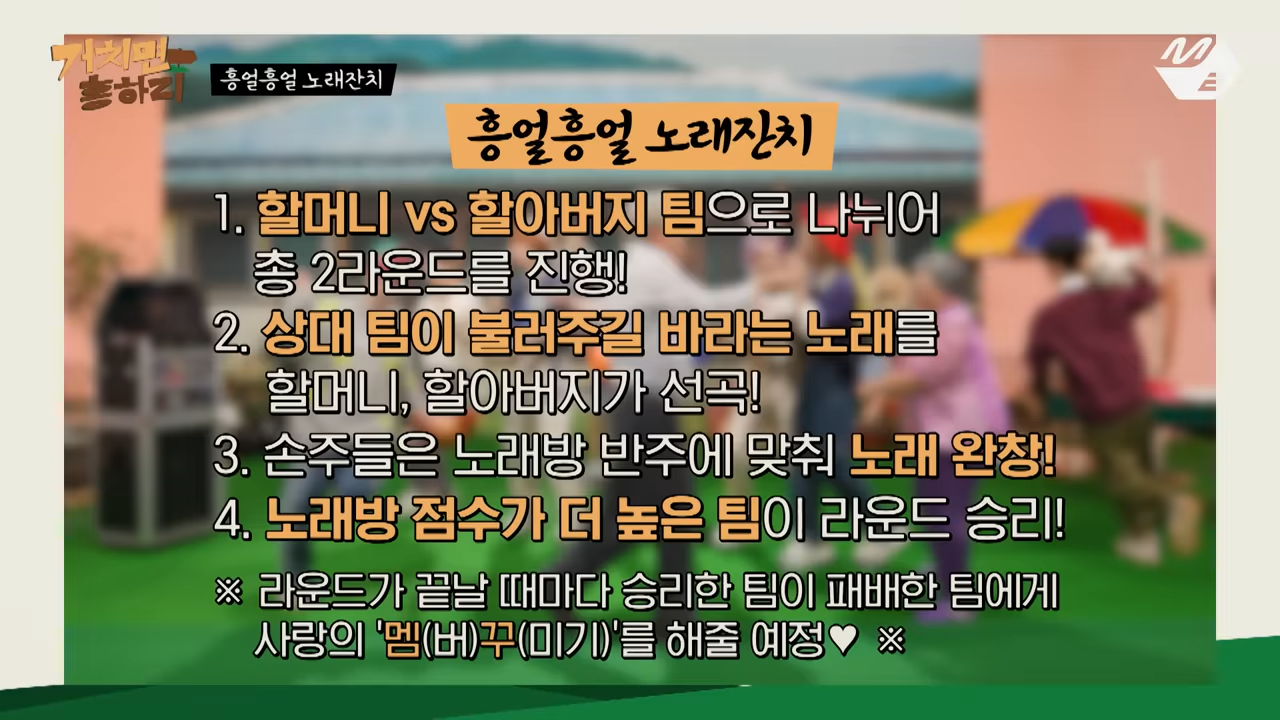 거치면흔하리
흥얼흥얼 노래잔치
M2
흥얼흥얼 노래잔치
1. 할머니 vs 할아버지 팀으로 나뉘어
총 2라운드를 진행!
2. 상대 팀이 불러주길 바라는 노래를
할머니, 할아버지가 선곡!
3. 손주들은 노래방 반주에 맞춰 노래 완창!
4. 노래방 점수가 더 높은 팀이 라운드 승리!
※ 라운드가 끝날 때마다 승리한 팀이 패배한 팀에게
사랑의 '멤(버)꾸(미기)'를 해줄 예정♥ ※